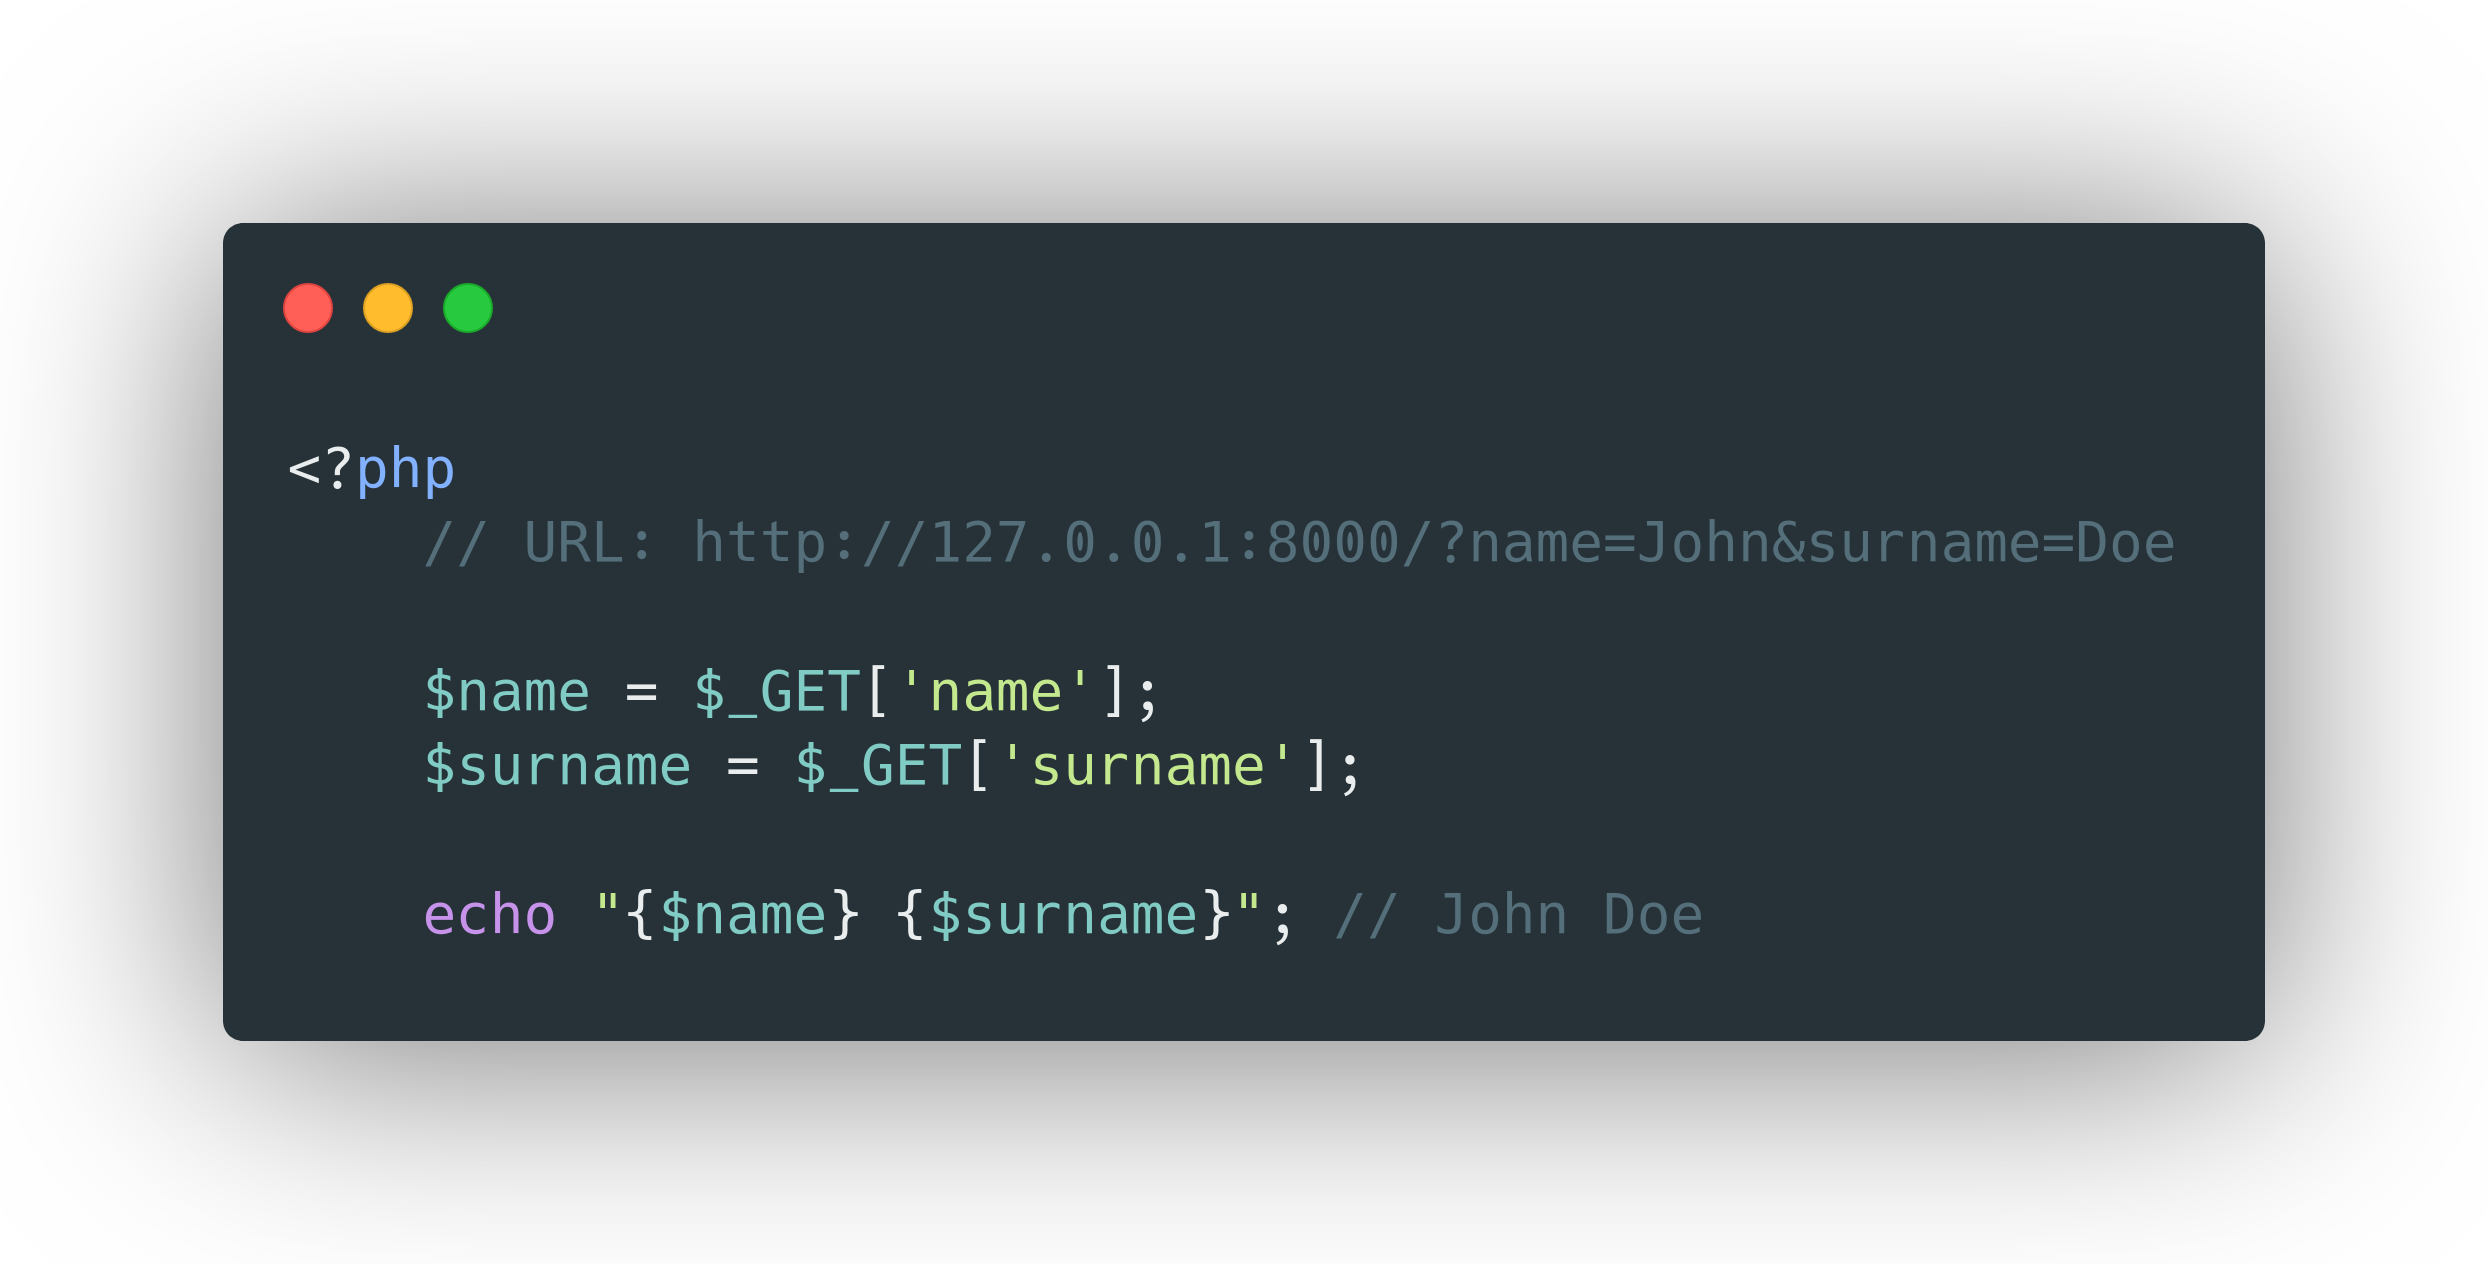 <?php
    // URL: http://127.0.0.1:8000/?name=John&surname=Doe
    $name = $_GET['name'];
    $surname = $_GET['surname'];
    echo "{$name} {$surname}"; // John Doe